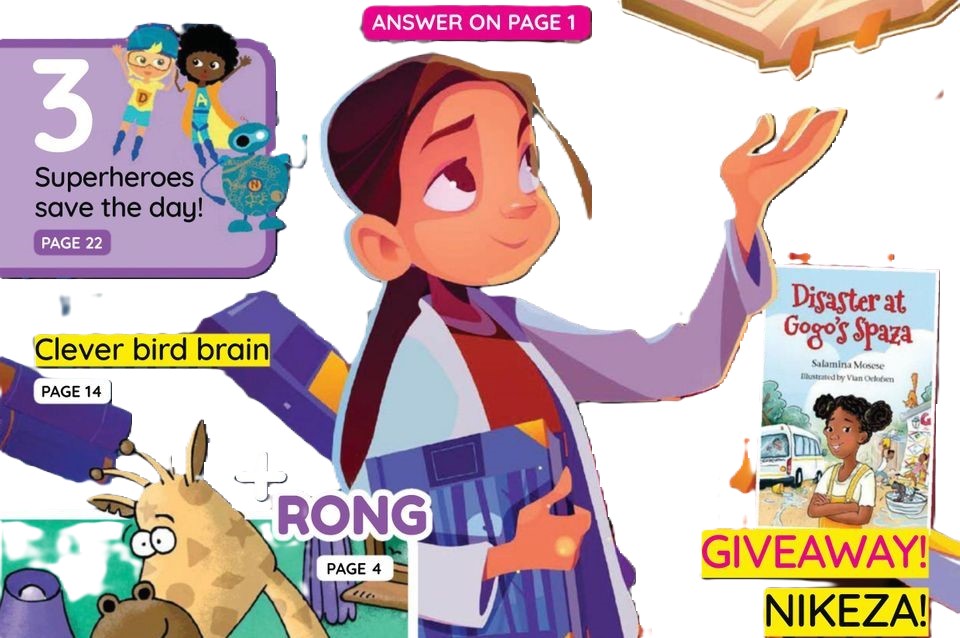 ANSWER ON PAGE 1
3
D
A
N
Superheroes
save the day!
PAGE 22
Clever bird brain
PAGE 14
RONG
PAGE 4
Disaster at
Gogo's Spaza
Salamina Mosese
Illustrated by Vian Oelofsen
GIVEAWAY!
NIKEZA!